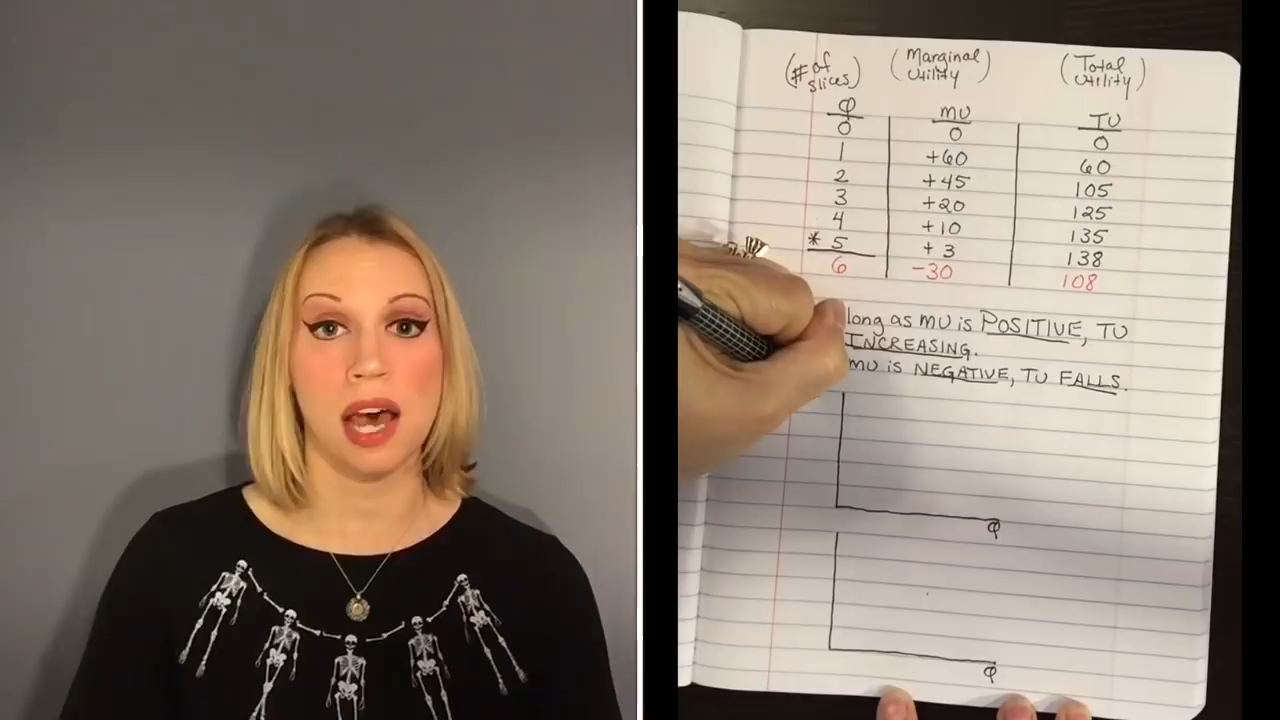 (# of slices) (Marginal Utility) (Total Utility)
Q MU TU
0 0 0
1 +60 60
2 +45 105
3 +20 125
4 +10 135
* 5 +3 138
6 -30 108
long as MU is POSITIVE, TU
INCREASING.
MU is NEGATIVE, TU FALLS.
Q
Q